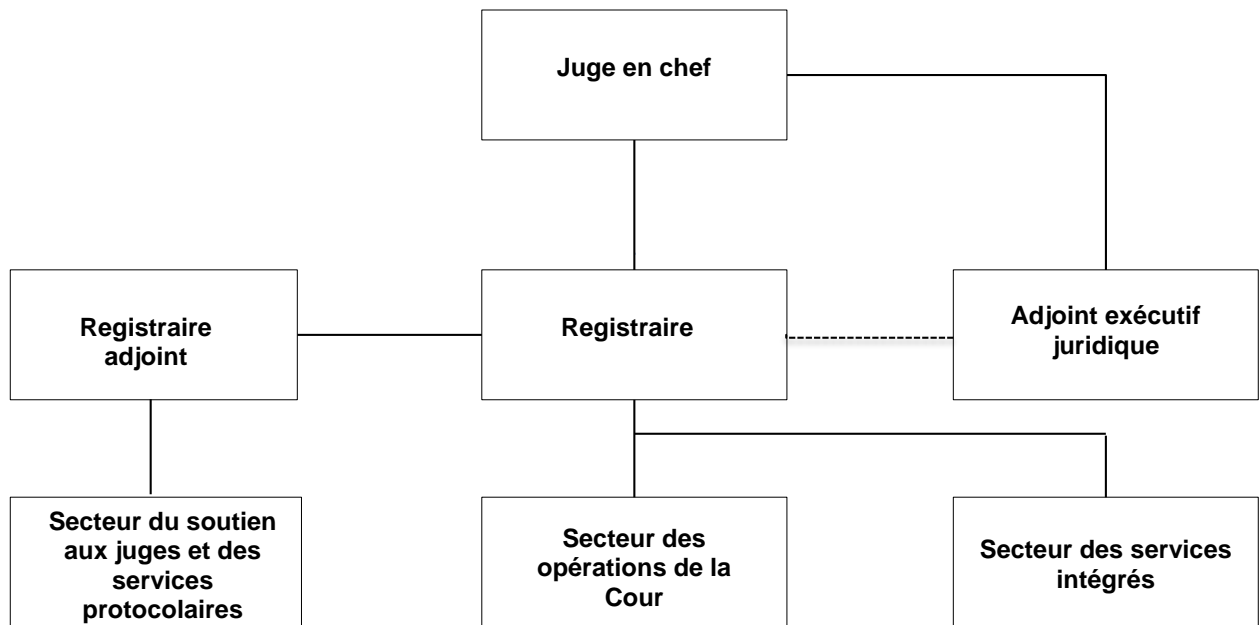 Juge en chef
Registraire
adjoint
Registraire
Adjoint exécutif
juridique
Secteur du soutien
aux juges et des
services
protocolaires
Secteur des
opérations de la
Cour
Secteur des services
intégrés